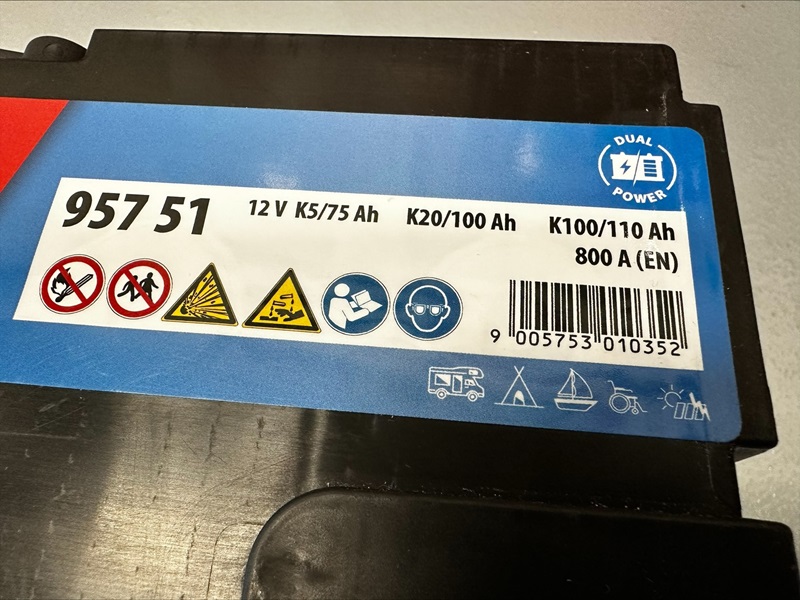 DUAL
POWER
957 51
12 V K5/75 Ah K20/100 Ah K100/110 Ah
800 A (EN)
9 005753 010352